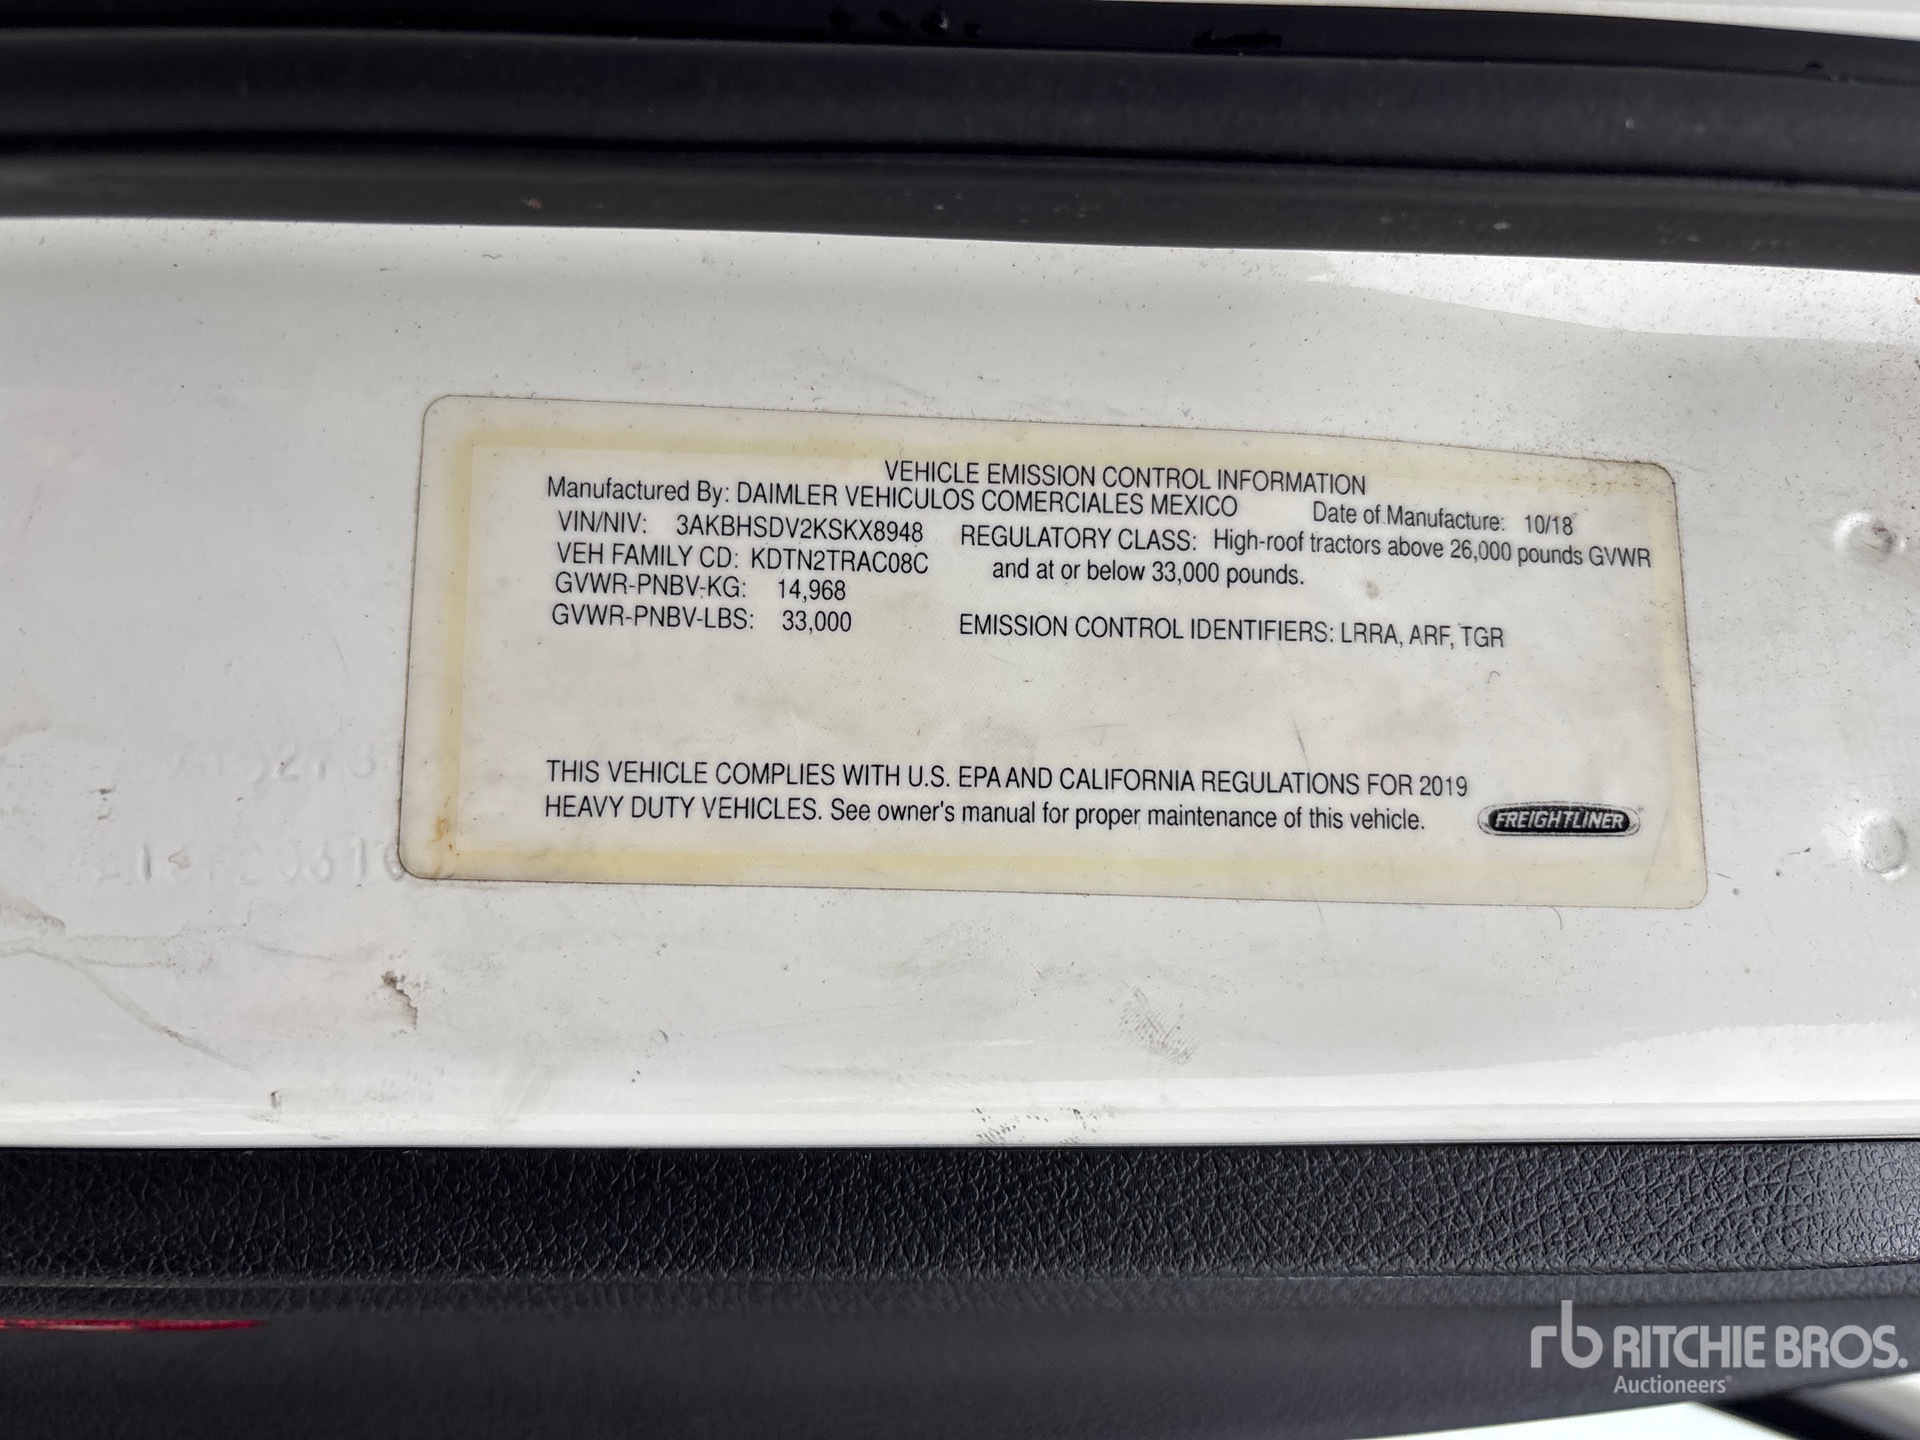 VEHICLE EMISSION CONTROL INFORMATION
Manufactured By: DAIMLER VEHICULOS COMERCIALES MEXICO
Date of Manufacture: 10/18
VIN/NIV: 3AKBHSDV2KSKX8948
VEH FAMILY CD: KDTN2TRAC08C
GVWR-PNBV-KG: 14,968
GVWR-PNBV-LBS: 33,000
REGULATORY CLASS: High-roof tractors above 26,000 pounds GVWR
and at or below 33,000 pounds.
EMISSION CONTROL IDENTIFIERS: LRRA, ARF, TGR
THIS VEHICLE COMPLIES WITH U.S. EPA AND CALIFORNIA REGULATIONS FOR 2019
HEAVY DUTY VEHICLES. See owner's manual for proper maintenance of this vehicle.
FREIGHTLINER
rb RITCHIE BROS.
Auctioneers